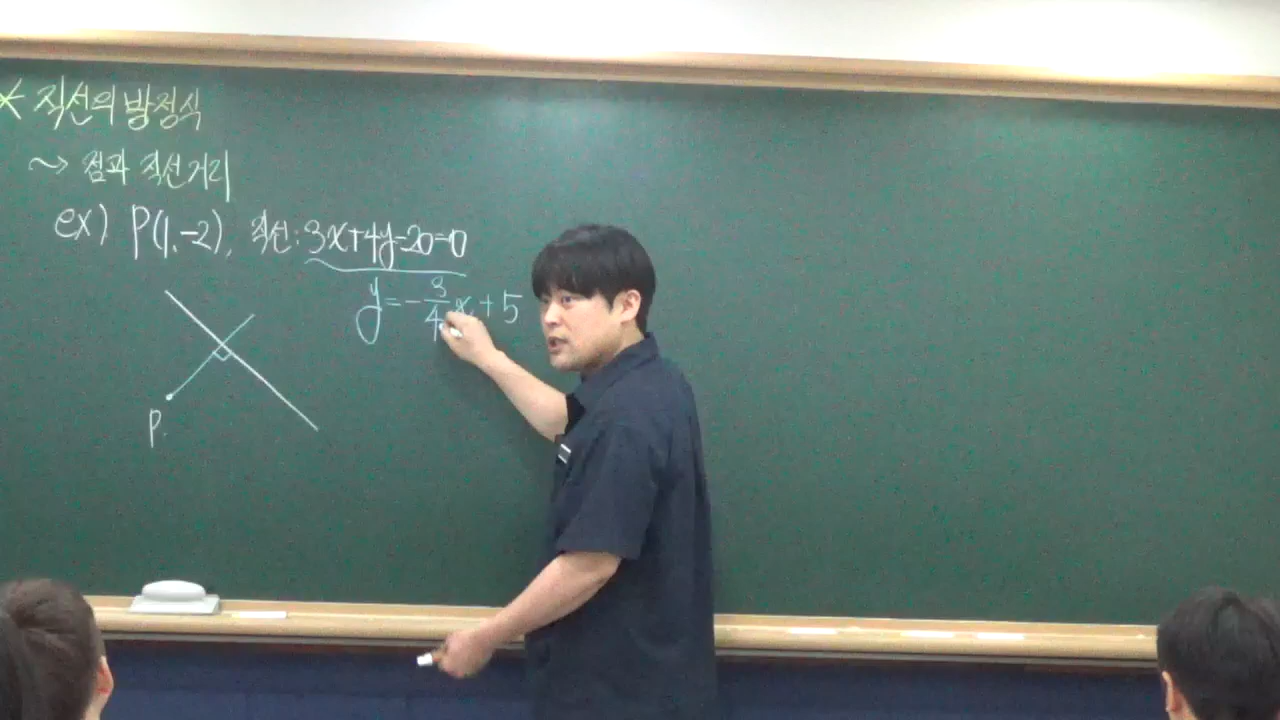 * 직선의 방정식
~> 점과 직선거리
ex) P(1,-2), 직선: 3x+4y-20=0
y=-3/4x+5
P.